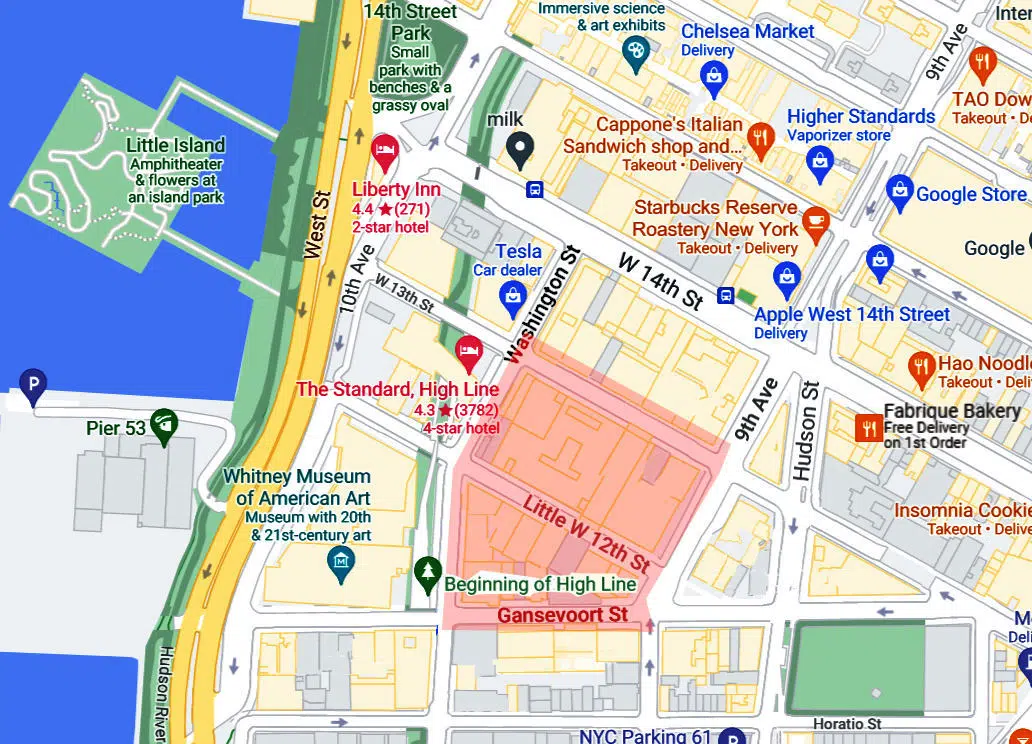 14th Street
Park
Small
park with
benches & a
grassy oval
Immersive science
& art exhibits
Chelsea Market
Delivery
9th Ave
TAO Dow
Takeout • De
milk
Cappone's Italian
Sandwich shop and...
Takeout • Delivery
Higher Standards
Vaporizer store
Little Island
Amphitheater
& flowers at
an island park
Liberty Inn
4.4 ★ (271)
2-star hotel
Google Store
Starbucks Reserve
Roastery New York
Takeout • Delivery
West St
Google
Tesla
Car dealer
W 14th St
10th Ave
W 13th St
Washington St
Apple West 14th Street
Delivery
P
The Standard, High Line
4.3 ★ (3782)
4-star hotel
Hao Noodle
Takeout • Deli
9th Ave
Hudson St
Fabrique Bakery
Free Delivery
on 1st Order
Pier 53
Whitney Museum
of American Art
Museum with 20th
& 21st-century art
Little W 12th St
Insomnia Cookie
Takeout • De
Beginning of High Line
Gansevoort St
Hudson River
Deli
P
Horatio St
NYC Parking 61
P